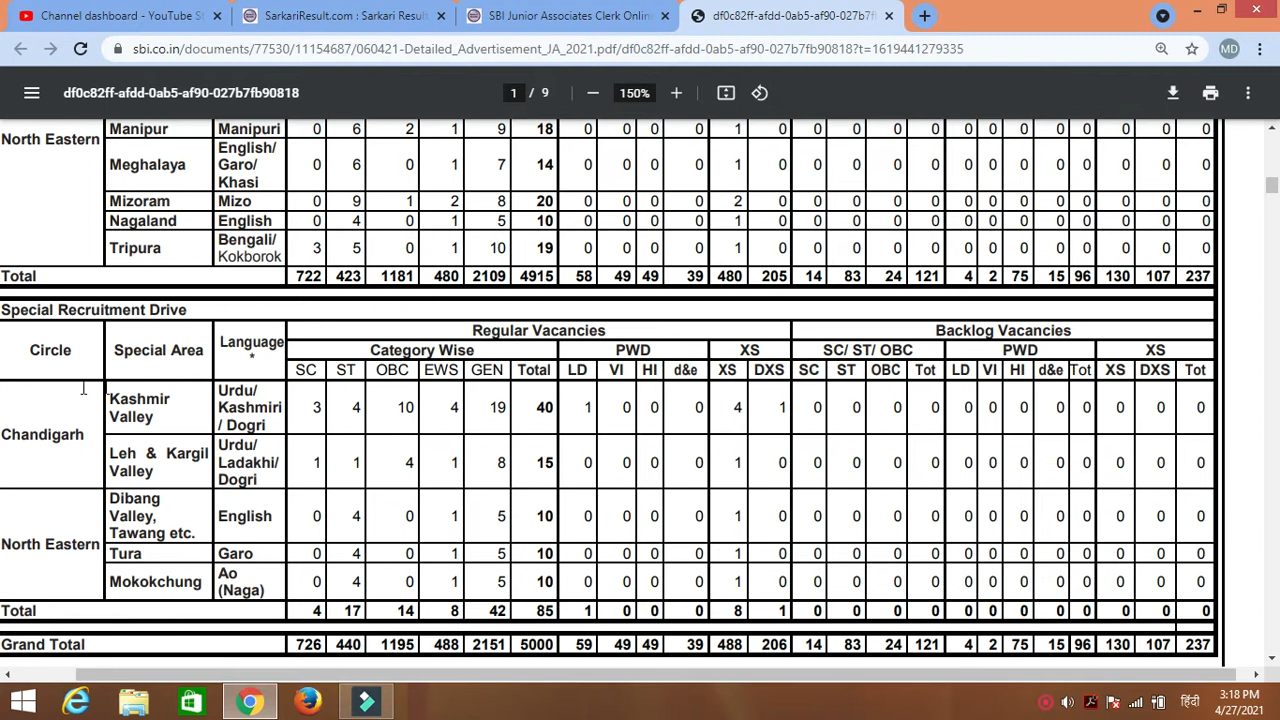 Channel dashboard - YouTube St
SarkariResult.com : Sarkari Result
SBI Junior Associates Clerk Online
df0c82ff-afdd-0ab5-af90-027b7f
sbi.co.in/documents/77530/11154687/060421-Detailed_Advertisement_JA_2021.pdf/df0c82ff-afdd-0ab5-af90-027b7fb90818?t=1619441279335
MD
df0c82ff-afdd-0ab5-af90-027b7fb90818
1 / 9
150%
North Eastern Manipur Manipuri 0 6 2 1 9 18 0 0 0 0 1 0 0 0 0 0 0 0 0 0 0 0 0 0
Meghalaya English/ Garo/ Khasi 0 6 0 1 7 14 0 0 0 0 1 0 0 0 0 0 0 0 0 0 0 0 0 0
Mizoram Mizo 0 9 1 2 8 20 0 0 0 0 2 0 0 0 0 0 0 0 0 0 0 0 0 0
Nagaland English 0 4 0 1 5 10 0 0 0 0 1 0 0 0 0 0 0 0 0 0 0 0 0 0
Tripura Bengali/ Kokborok 3 5 0 1 10 19 0 0 0 0 1 0 0 0 0 0 0 0 0 0 0 0 0 0
Total 722 423 1181 480 2109 4915 58 49 49 39 480 205 14 83 24 121 4 2 75 15 96 130 107 237
Special Recruitment Drive
Circle Special Area Language * Regular Vacancies Backlog Vacancies
Category Wise PWD XS SC/ ST/ OBC PWD XS
SC ST OBC EWS GEN Total LD VI HI d&e XS DXS SC ST OBC Tot LD VI HI d&e Tot XS DXS Tot
Chandigarh Kashmir Valley Urdu/ Kashmiri / Dogri 3 4 10 4 19 40 1 0 0 0 4 1 0 0 0 0 0 0 0 0 0 0 0 0
Leh & Kargil Valley Urdu/ Ladakhi/ Dogri 1 1 4 1 8 15 0 0 0 0 1 0 0 0 0 0 0 0 0 0 0 0 0 0
North Eastern Dibang Valley, Tawang etc. English 0 4 0 1 5 10 0 0 0 0 1 0 0 0 0 0 0 0 0 0 0 0 0 0
Tura Garo 0 4 0 1 5 10 0 0 0 0 1 0 0 0 0 0 0 0 0 0 0 0 0 0
Mokokchung Ao (Naga) 0 4 0 1 5 10 0 0 0 0 1 0 0 0 0 0 0 0 0 0 0 0 0 0
Total 4 17 14 8 42 85 1 0 0 0 8 1 0 0 0 0 0 0 0 0 0 0 0 0
Grand Total 726 440 1195 488 2151 5000 59 49 49 39 488 206 14 83 24 121 4 2 75 15 96 130 107 237
हिंदी
3:18 PM
4/27/2021